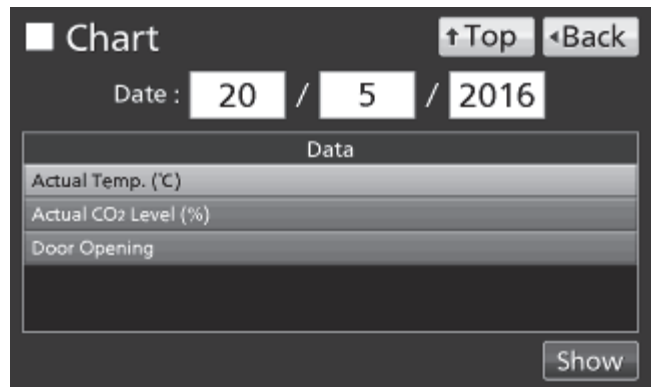 Chart
↑Top ◂Back
Date : 20 / 5 / 2016
Data
Actual Temp. (℃)
Actual CO2 Level (%)
Door Opening
Show